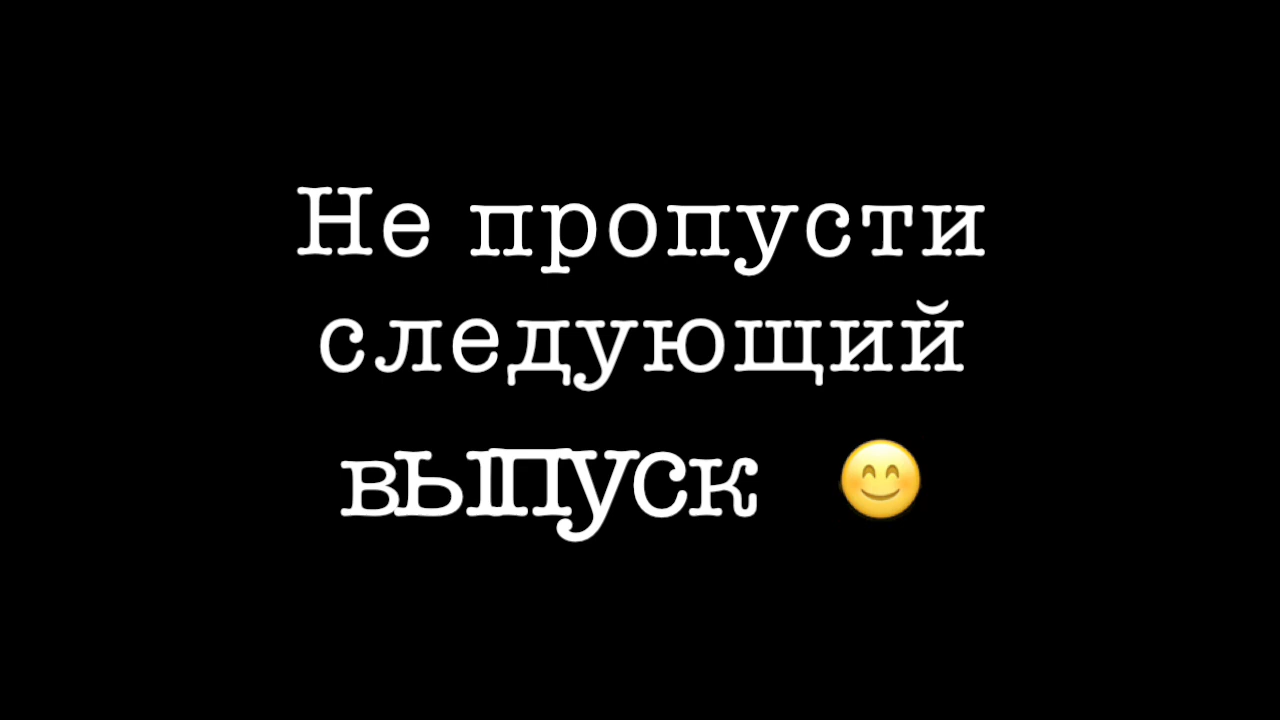 Не пропусти
следующий
выпуск 😊